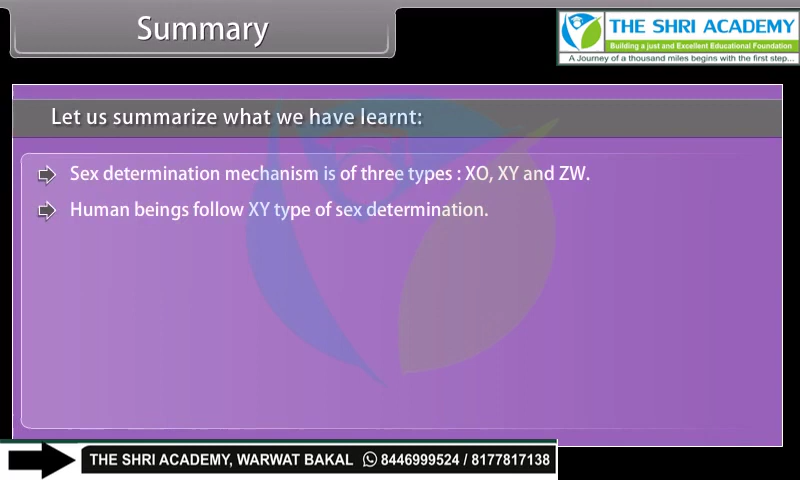 Summary
THE SHRI ACADEMY
Building a just and Excellent Educational Foundation
A Journey of a thousand miles begins with the first step...
Let us summarize what we have learnt:
Sex determination mechanism is of three types : XO, XY and ZW.
Human beings follow XY type of sex determination.
THE SHRI ACADEMY, WARWAT BAKAL 8446999524 / 8177817138